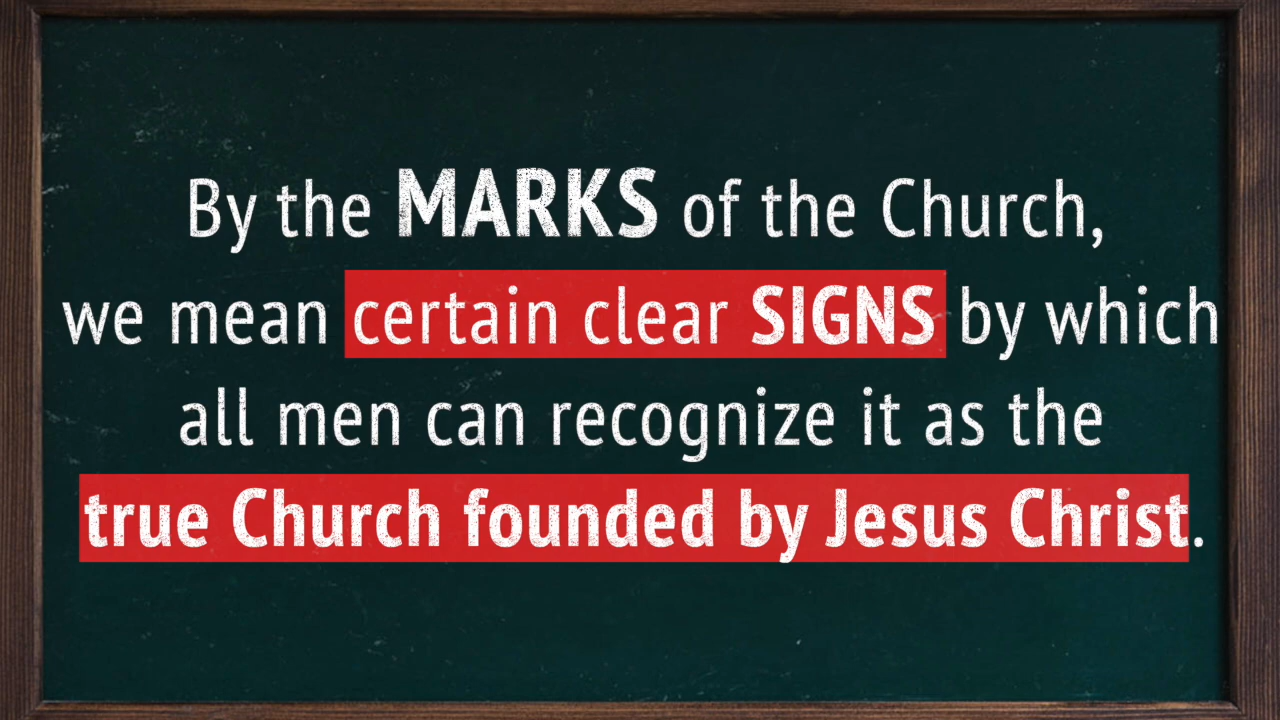 By the MARKS of the Church,
we mean certain clear SIGNS by which
all men can recognize it as the
true Church founded by Jesus Christ.